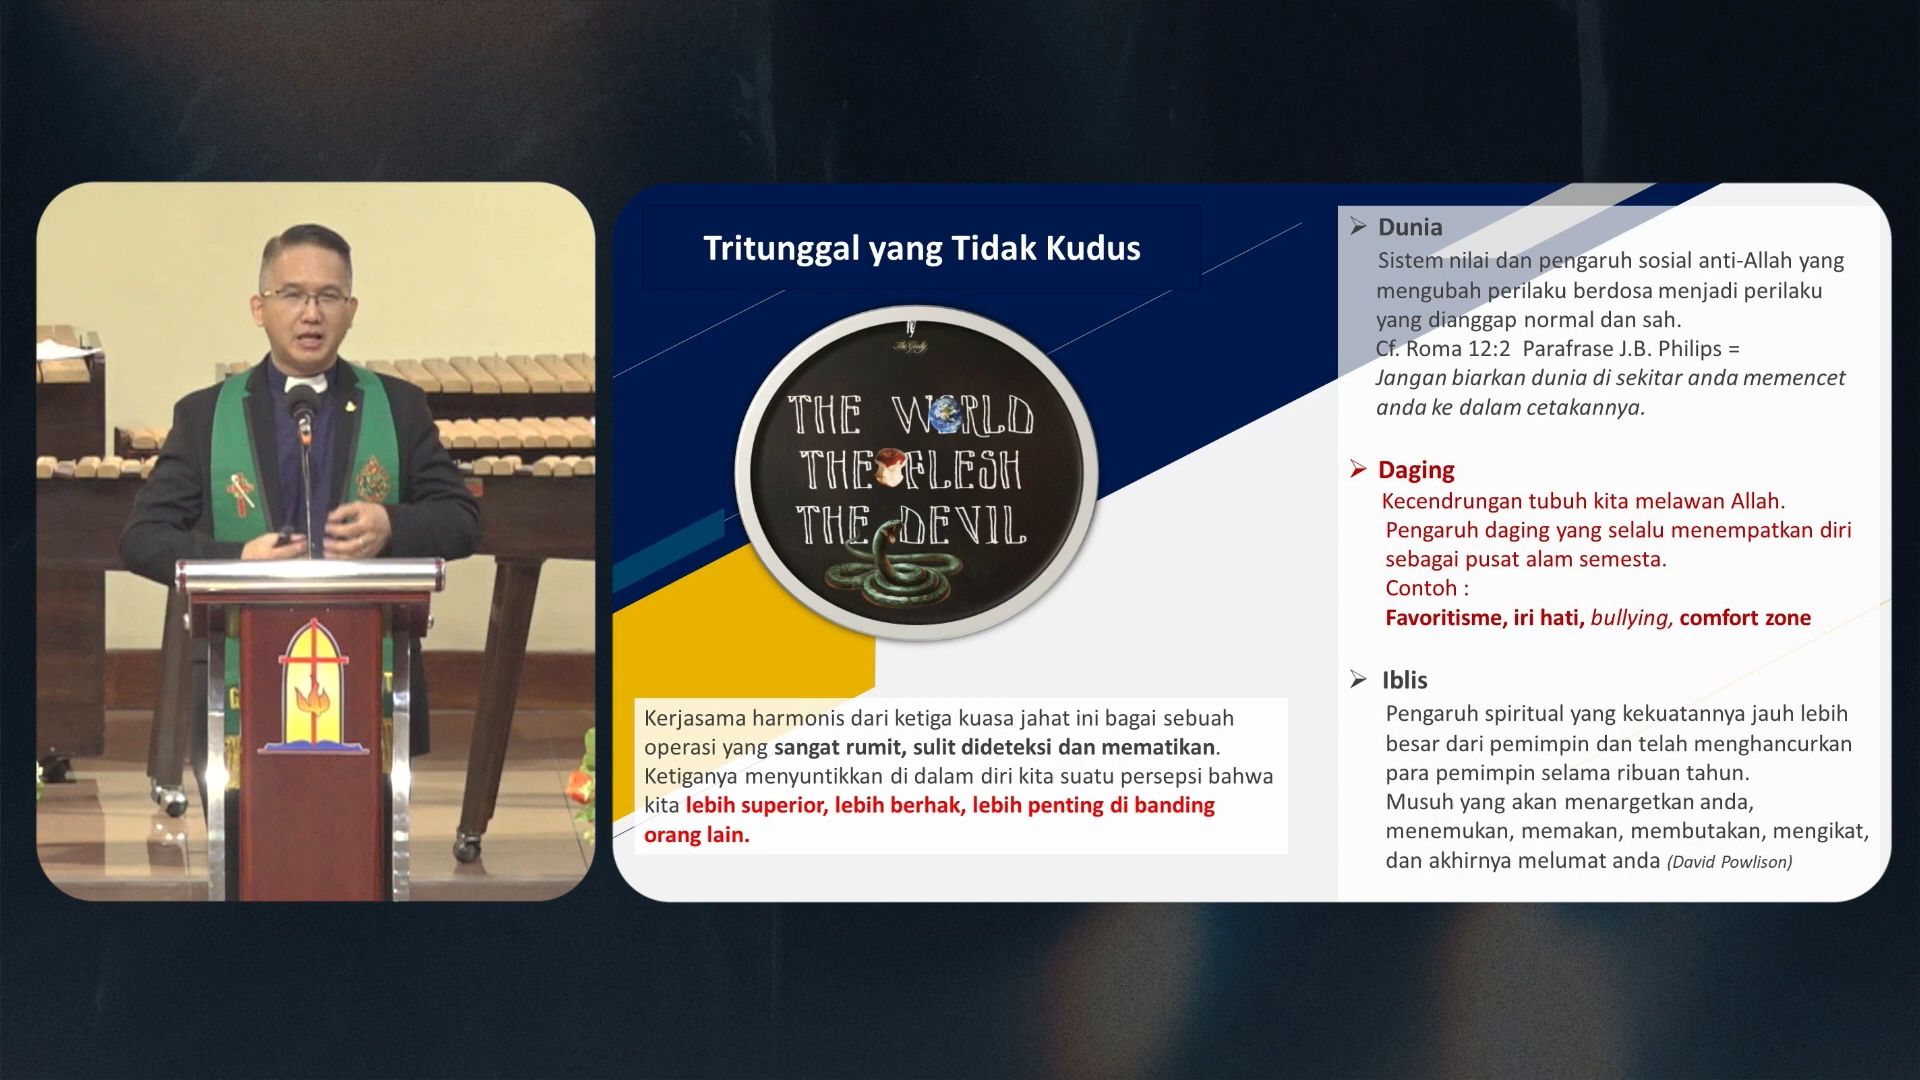 Tritunggal yang Tidak Kudus
The Godly
THE WORLD
THE FLESH
THE DEVIL
Kerjasama harmonis dari ketiga kuasa jahat ini bagai sebuah
operasi yang sangat rumit, sulit dideteksi dan mematikan.
Ketiganya menyuntikkan di dalam diri kita suatu persepsi bahwa
kita lebih superior, lebih berhak, lebih penting di banding
orang lain.
➢ Dunia
Sistem nilai dan pengaruh sosial anti-Allah yang
mengubah perilaku berdosa menjadi perilaku
yang dianggap normal dan sah.
Cf. Roma 12:2 Parafrase J.B. Philips =
Jangan biarkan dunia di sekitar anda memencet
anda ke dalam cetakannya.
➢ Daging
Kecendrungan tubuh kita melawan Allah.
Pengaruh daging yang selalu menempatkan diri
sebagai pusat alam semesta.
Contoh :
Favoritisme, iri hati, bullying, comfort zone
➢ Iblis
Pengaruh spiritual yang kekuatannya jauh lebih
besar dari pemimpin dan telah menghancurkan
para pemimpin selama ribuan tahun.
Musuh yang akan menargetkan anda,
menemukan, memakan, membutakan, mengikat,
dan akhirnya melumat anda (David Powlison)